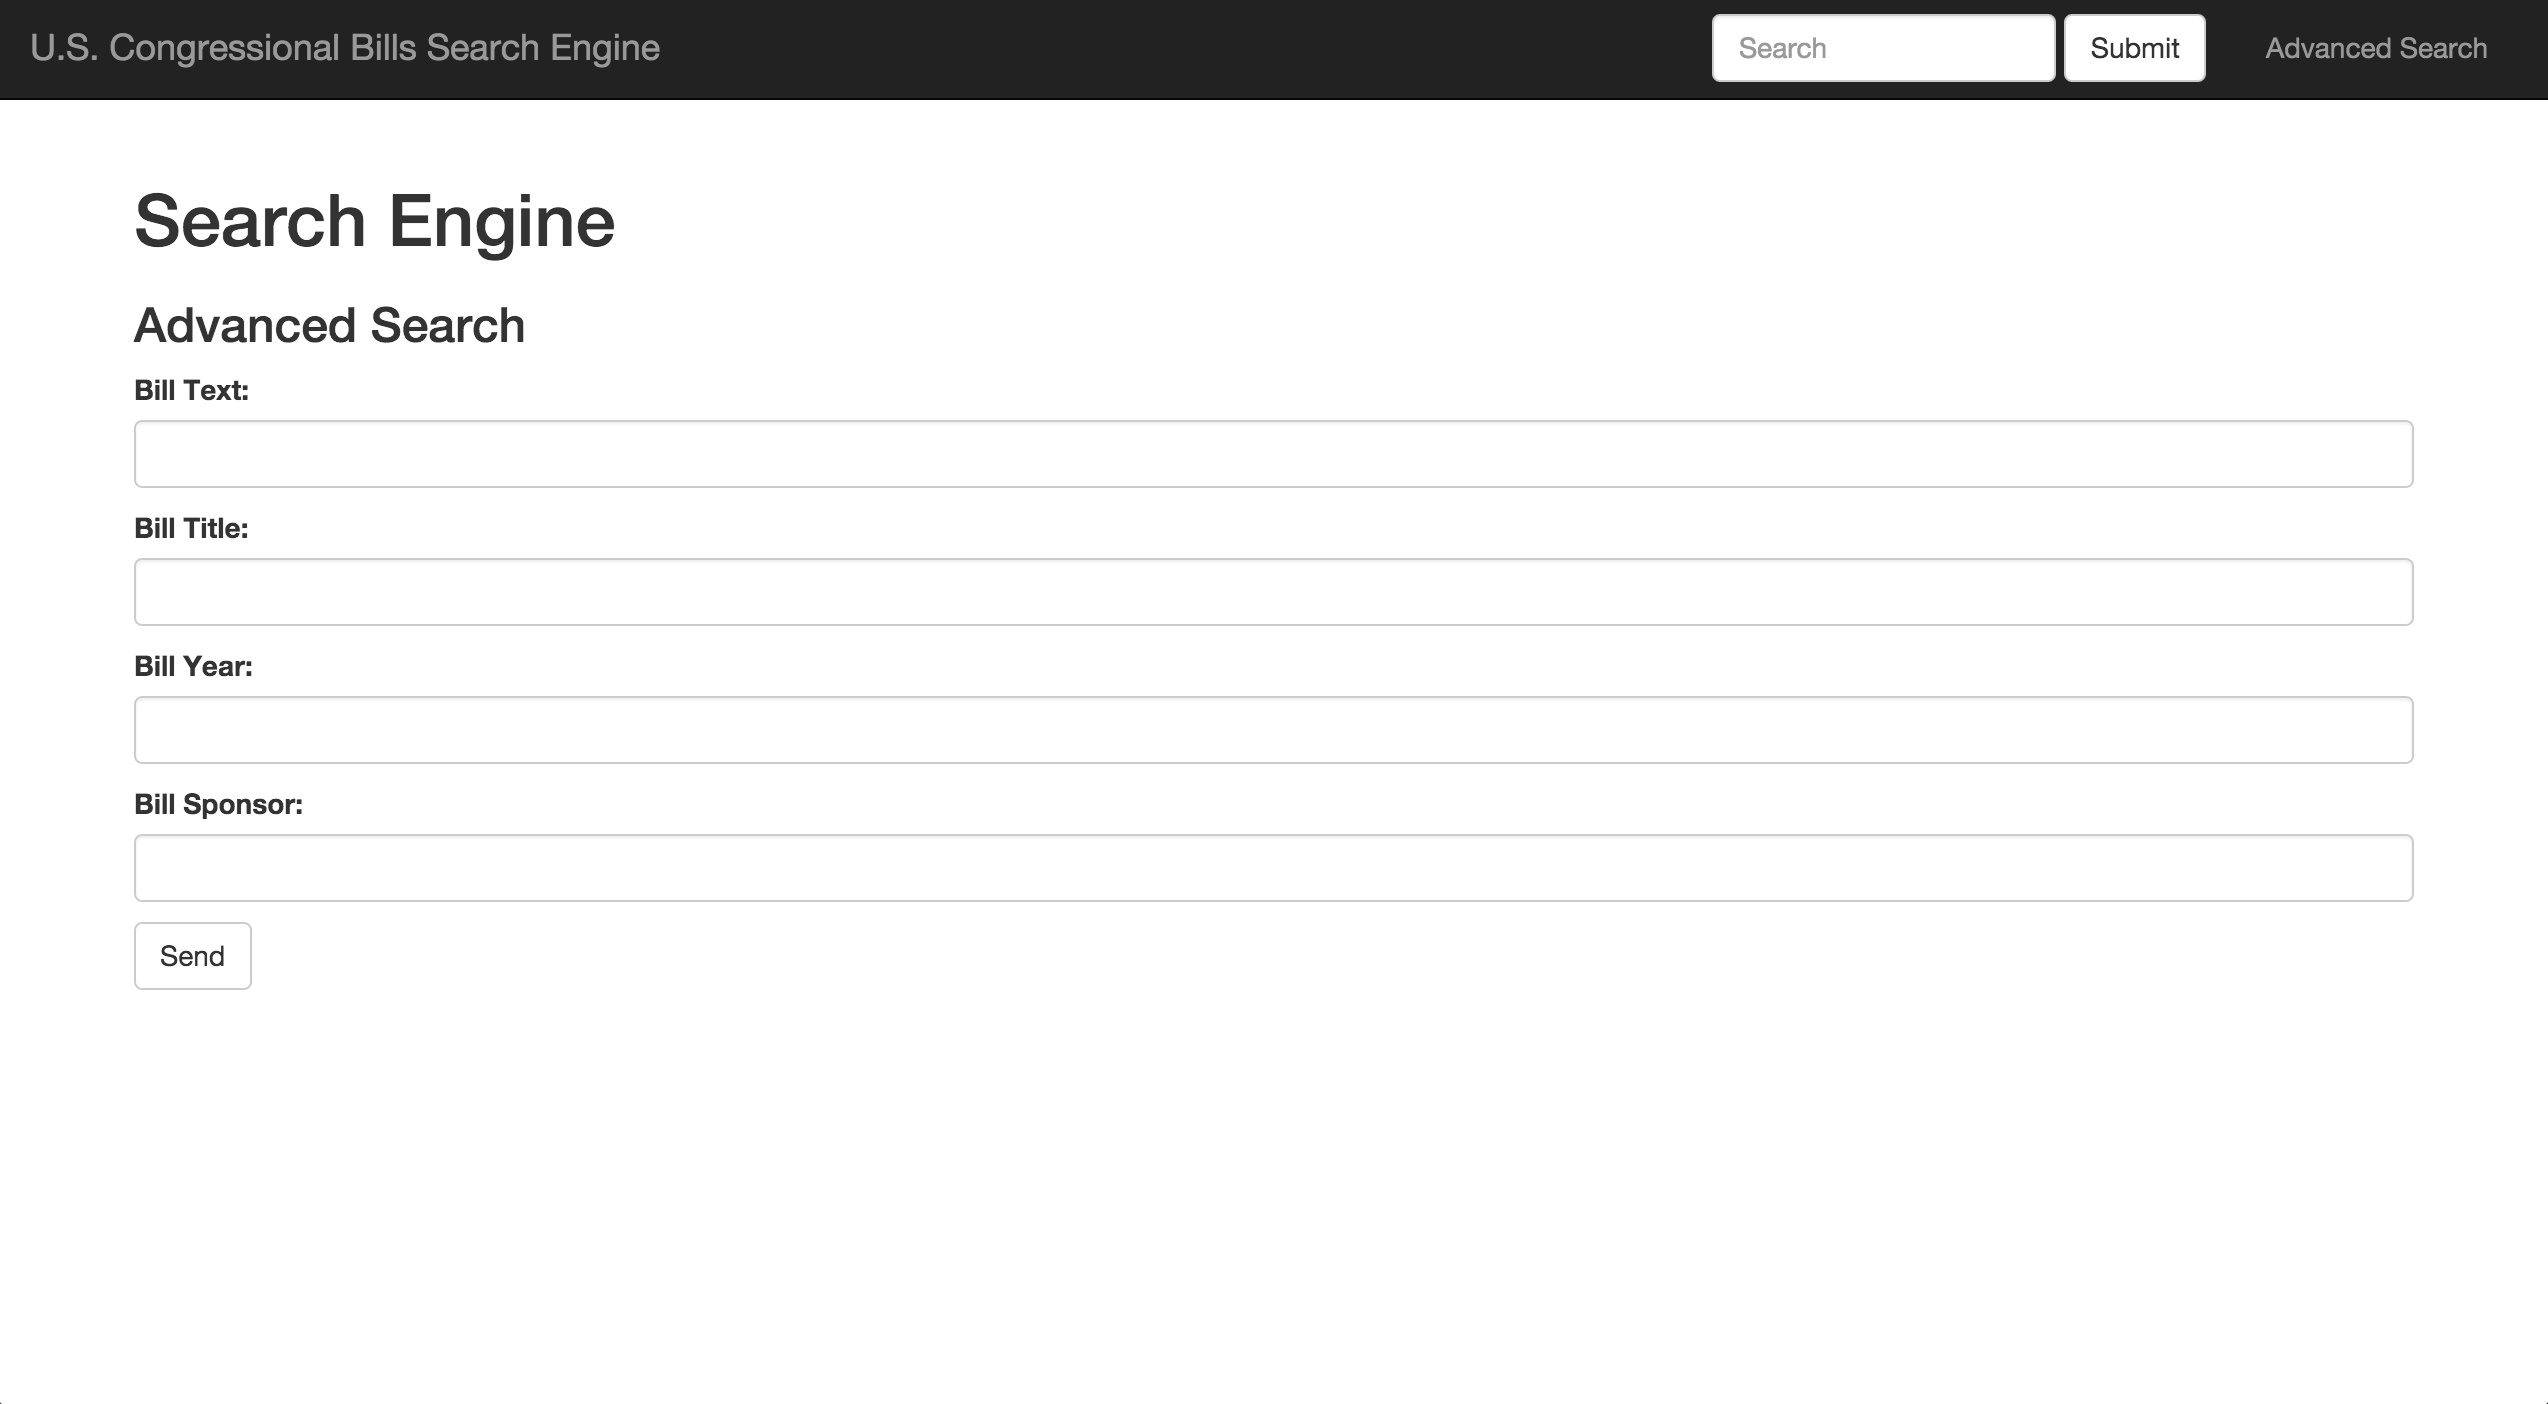 U.S. Congressional Bills Search Engine Search Submit Advanced Search
Search Engine
Advanced Search
Bill Text:
Bill Title:
Bill Year:
Bill Sponsor:
Send